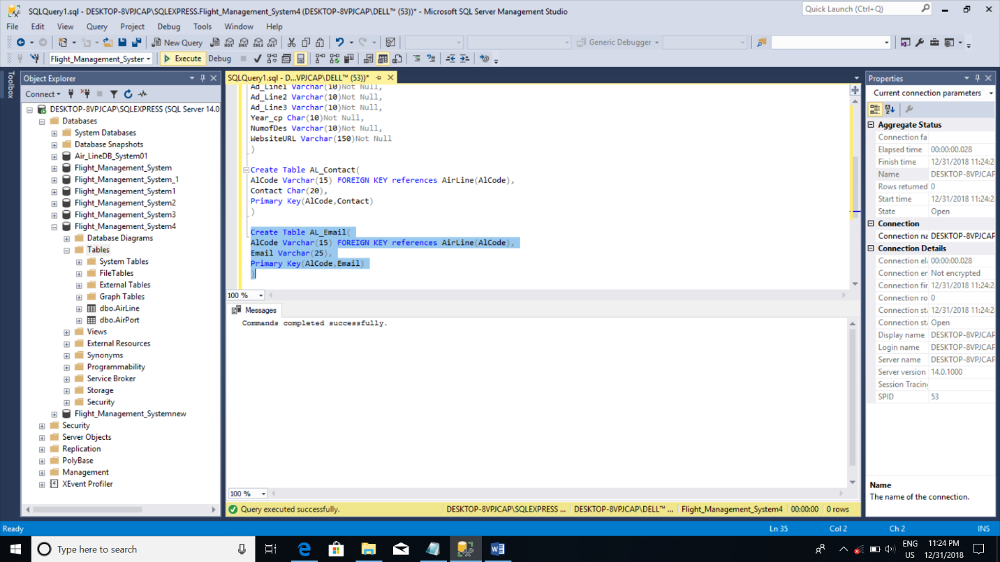 SQLQuery1.sql - DESKTOP-8VPJCAP\SQLEXPRESS.Flight_Management_System4 (DESKTOP-8VPJCAP\DELL™ (53))* - Microsoft SQL Server Management Studio
Quick Launch (Ctrl+Q)
File Edit View Query Project Debug Tools Window Help
New Query
Generic Debugger
Flight_Management_Syster
Execute Debug
Toolbox
Object Explorer
Connect
DESKTOP-8VPJCAP\SQLEXPRESS (SQL Server 14.0
Databases
System Databases
Database Snapshots
Air_LineDB_System01
Flight_Management_System
Flight_Management_System_1
Flight_Management_System1
Flight_Management_System2
Flight_Management_System3
Flight_Management_System4
Database Diagrams
Tables
System Tables
FileTables
External Tables
Graph Tables
dbo.AirLine
dbo.AirPort
Views
External Resources
Synonyms
Programmability
Service Broker
Storage
Security
Flight_Management_Systemnew
Security
Server Objects
Replication
PolyBase
Management
XEvent Profiler
SQLQuery1.sql - D...VPJCAP\DELL™ (53))*
Ad_Line1 Varchar(10)Not Null,
Ad_Line2 Varchar(10)Not Null,
Ad_Line3 Varchar(10)Not Null,
Year_cp Char(10)Not Null,
NumofDes Varchar(10)Not Null,
WebsiteURL Varchar(150)Not Null
)
Create Table AL_Contact(
AlCode Varchar(15) FOREIGN KEY references AirLine(AlCode),
Contact Char(20),
Primary Key(AlCode,Contact)
)
Create Table AL_Email(
AlCode Varchar(15) FOREIGN KEY references AirLine(AlCode),
Email Varchar(25),
Primary Key(AlCode,Email)
)
100 %
Messages
Commands completed successfully.
100 %
Query executed successfully.
DESKTOP-8VPJCAP\SQLEXPRESS ... DESKTOP-8VPJCAP\DELL™ ... Flight_Management_System4 00:00:00 0 rows
Properties
Current connection parameters
Aggregate Status
Connection fa
Elapsed time 00:00:00.028
Finish time 12/31/2018 11:24:2
Name DESKTOP-8VPJCAP
Rows returned 0
Start time 12/31/2018 11:24:2
State Open
Connection
Connection na DESKTOP-8VPJCAP
Connection Details
Connection el 00:00:00.028
Connection er Not encrypted
Connection fir 12/31/2018 11:24:2
Connection ro 0
Connection st 12/31/2018 11:24:2
Connection st Open
Display name DESKTOP-8VPJCAP
Login name DESKTOP-8VPJCAP
Server name DESKTOP-8VPJCAP
Server version 14.0.1000
Session Tracin
SPID 53
Name
The name of the connection.
Ready
Ln 35 Col 2 Ch 2 INS
Type here to search
ENG
US
11:24 PM
12/31/2018